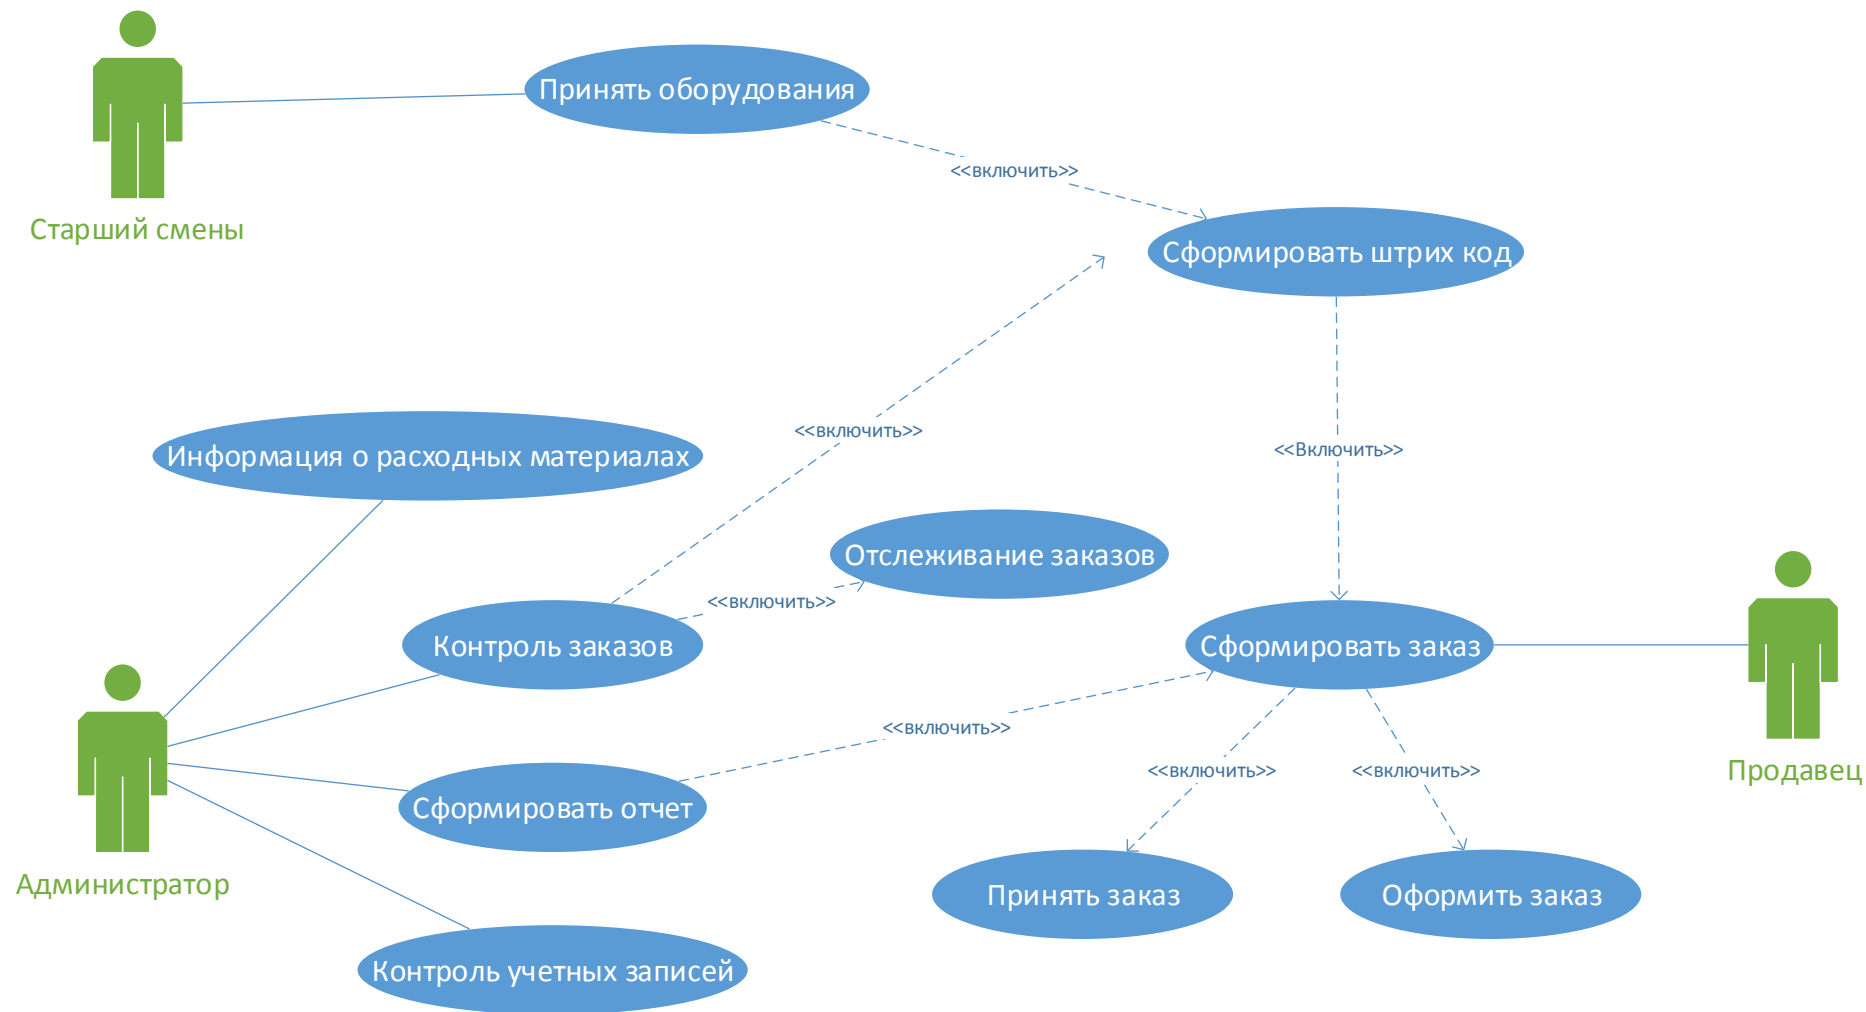 Принять оборудования
<<включить>>
Старший смены
Сформировать штрих код
<<включить>>
<<Включить>>
Информация о расходных материалах
Отслеживание заказов
<<включить>>
Контроль заказов
Сформировать заказ
<<включить>>
<<включить>>
<<включить>>
Продавец
Сформировать отчет
Администратор
Принять заказ
Оформить заказ
Контроль учетных записей